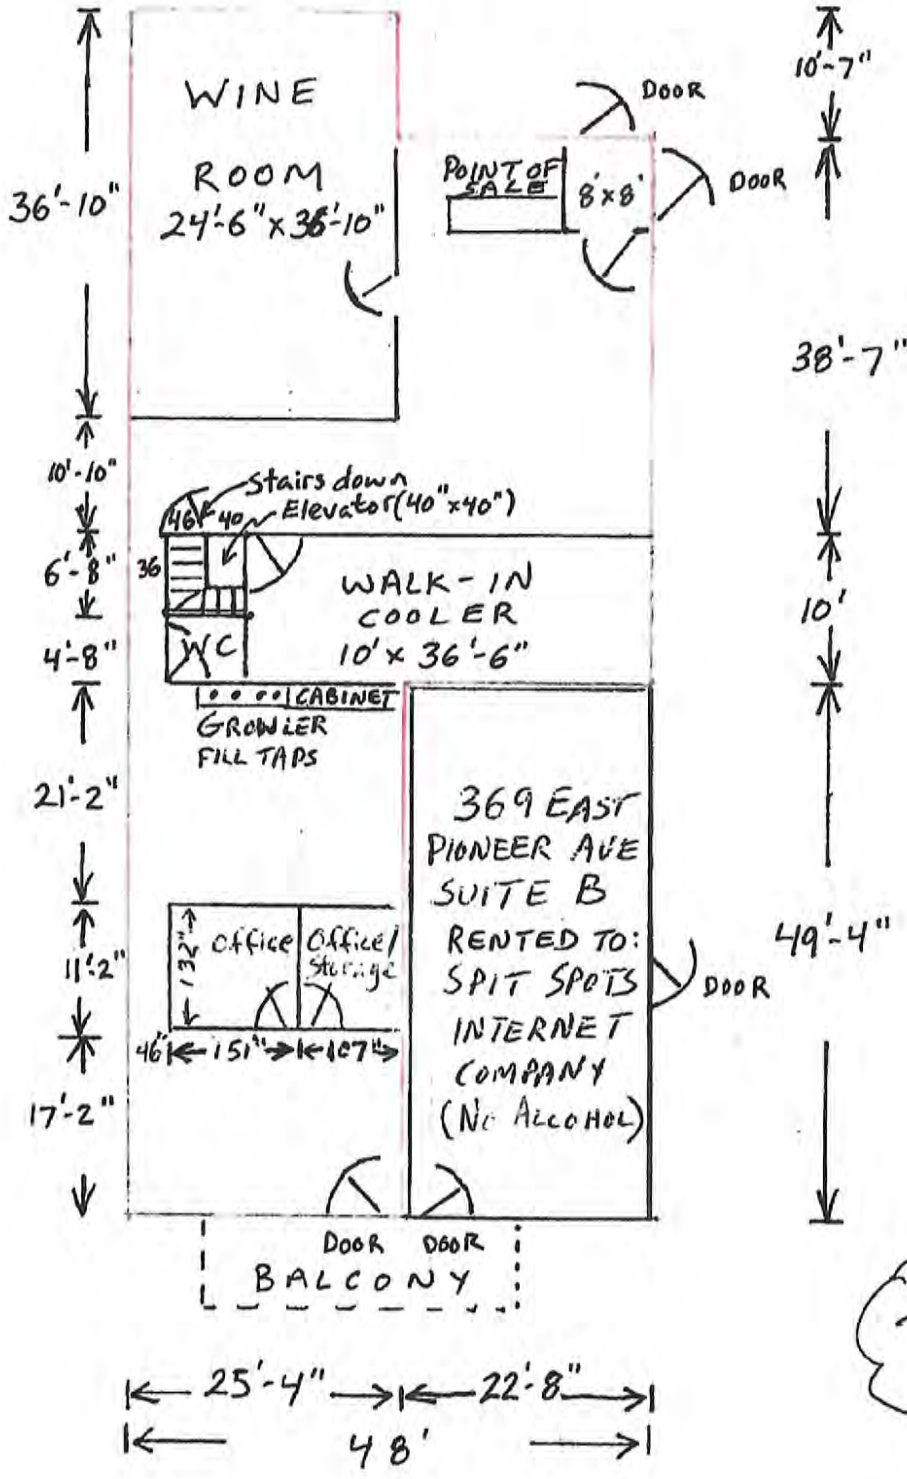 10'-7"
WINE
ROOM
24'-6" x 36'-10"
36'-10"
DOOR
POINT OF
SALE
8'x8'
DOOR
38'-7"
10'-10"
Stairs down
Elevator (40" x 40")
46 40
6'-8"
36
WALK-IN
COOLER
10' x 36'-6"
10'
4'-8"
WC
CABINET
GROWLER
FILL TAPS
21'-2"
369 EAST
PIONEER AVE
SUITE B
RENTED TO:
SPIT SPOTS
INTERNET
COMPANY
(No ALCOHOL)
49'-4"
DOOR
11'-2"
132"
Office
Office/
Storage
46"
151"
107"
17'-2"
DOOR DOOR
BALCONY
25'-4" 22'-8"
48'